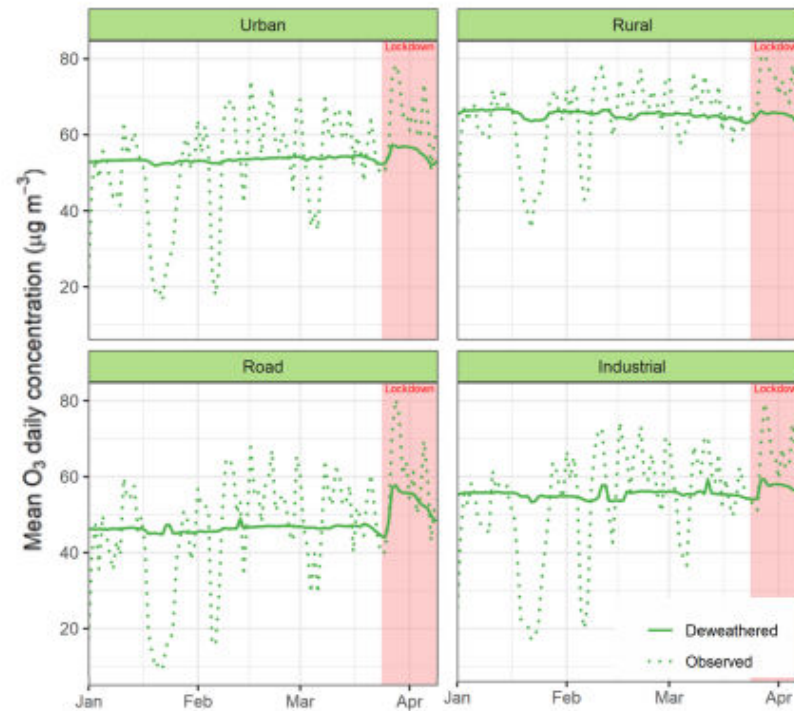 Urban
Rural
Lockdown
Lockdow
80
60
40
20
Road
Industrial
Lockdown
Lockdow
80
60
40
20
Mean O₃ daily concentration (µg m⁻³)
Deweathered
Observed
Jan Feb Mar Apr
Jan Feb Mar Apr